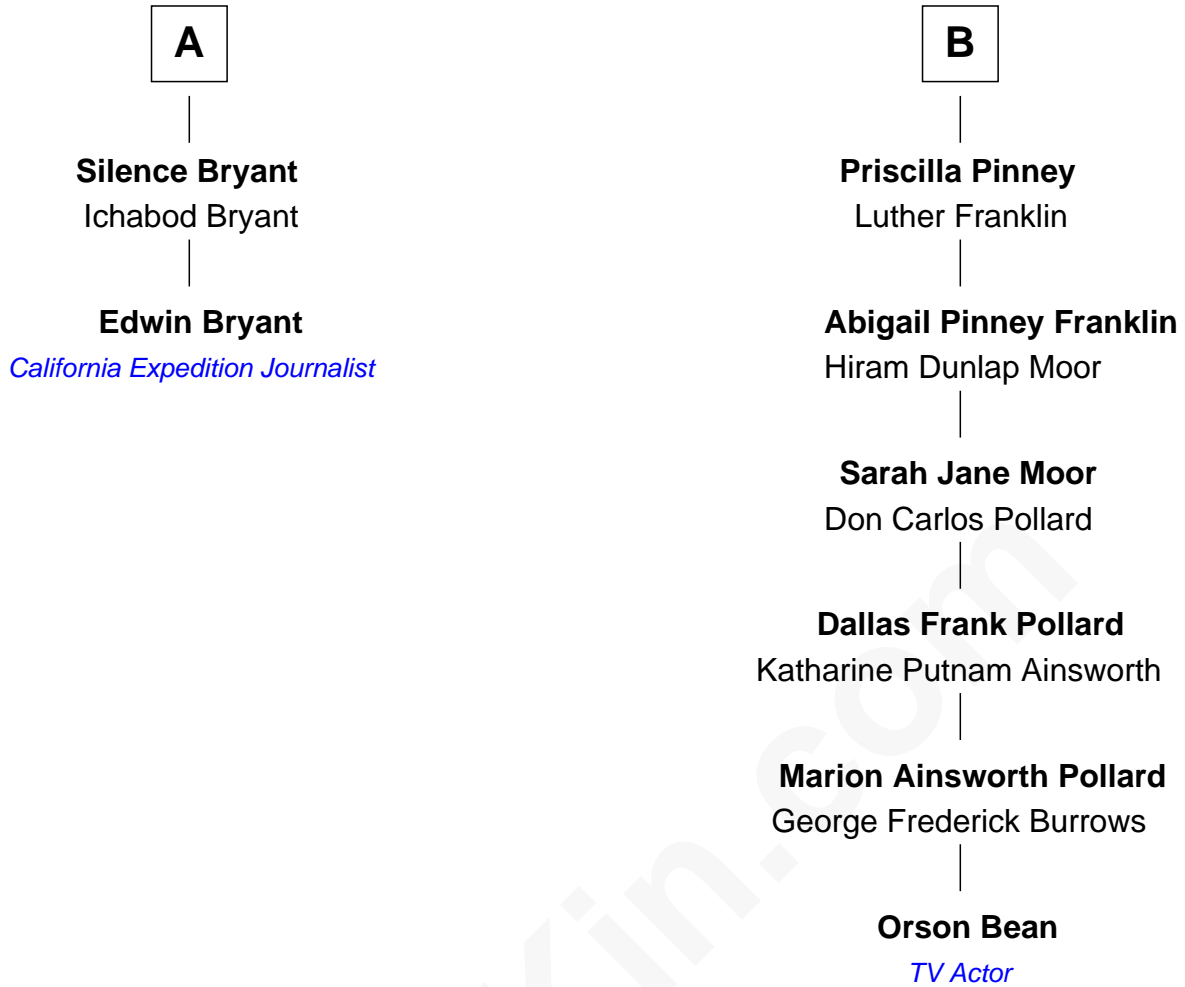 A
Silence Bryant
Ichabod Bryant
Edwin Bryant
California Expedition Journalist
B
Priscilla Pinney
Luther Franklin
Abigail Pinney Franklin
Hiram Dunlap Moor
Sarah Jane Moor
Don Carlos Pollard
Dallas Frank Pollard
Katharine Putnam Ainsworth
Marion Ainsworth Pollard
George Frederick Burrows
Orson Bean
TV Actor
Kin.com